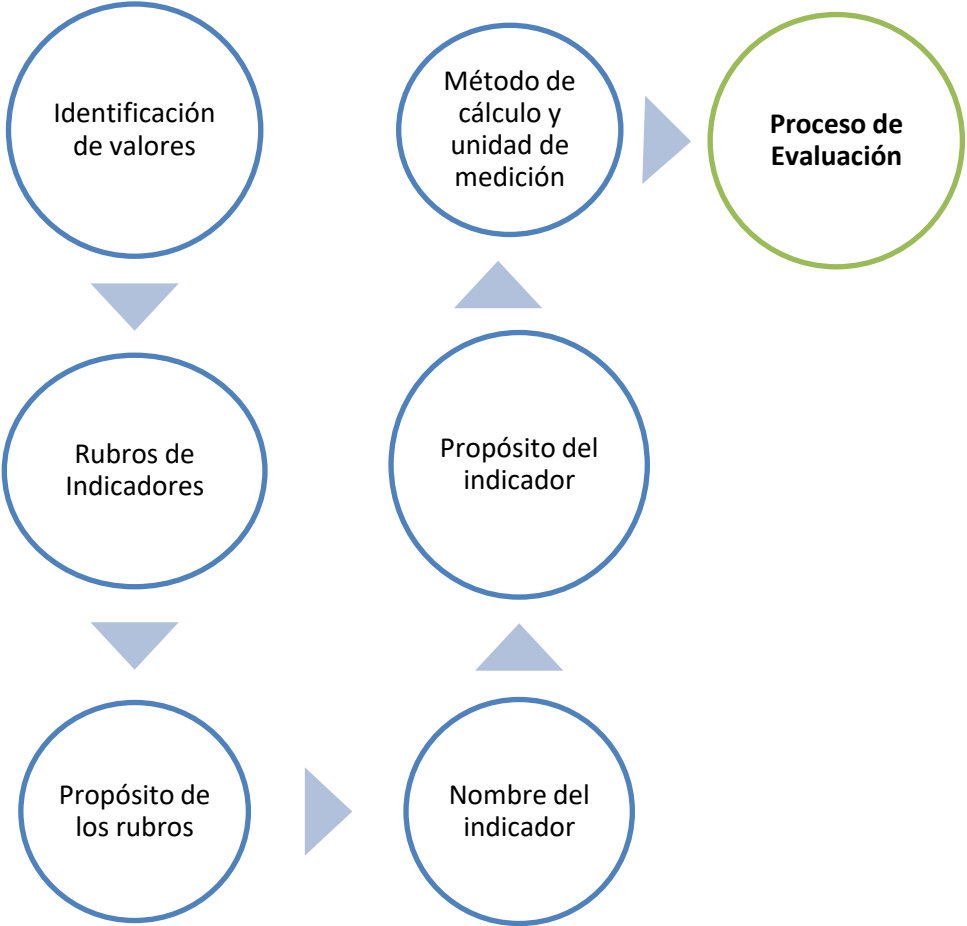 Identificación
de valores
Rubros de
Indicadores
Propósito de
los rubros
Nombre del
indicador
Propósito del
indicador
Método de
cálculo y
unidad de
medición
Proceso de
Evaluación